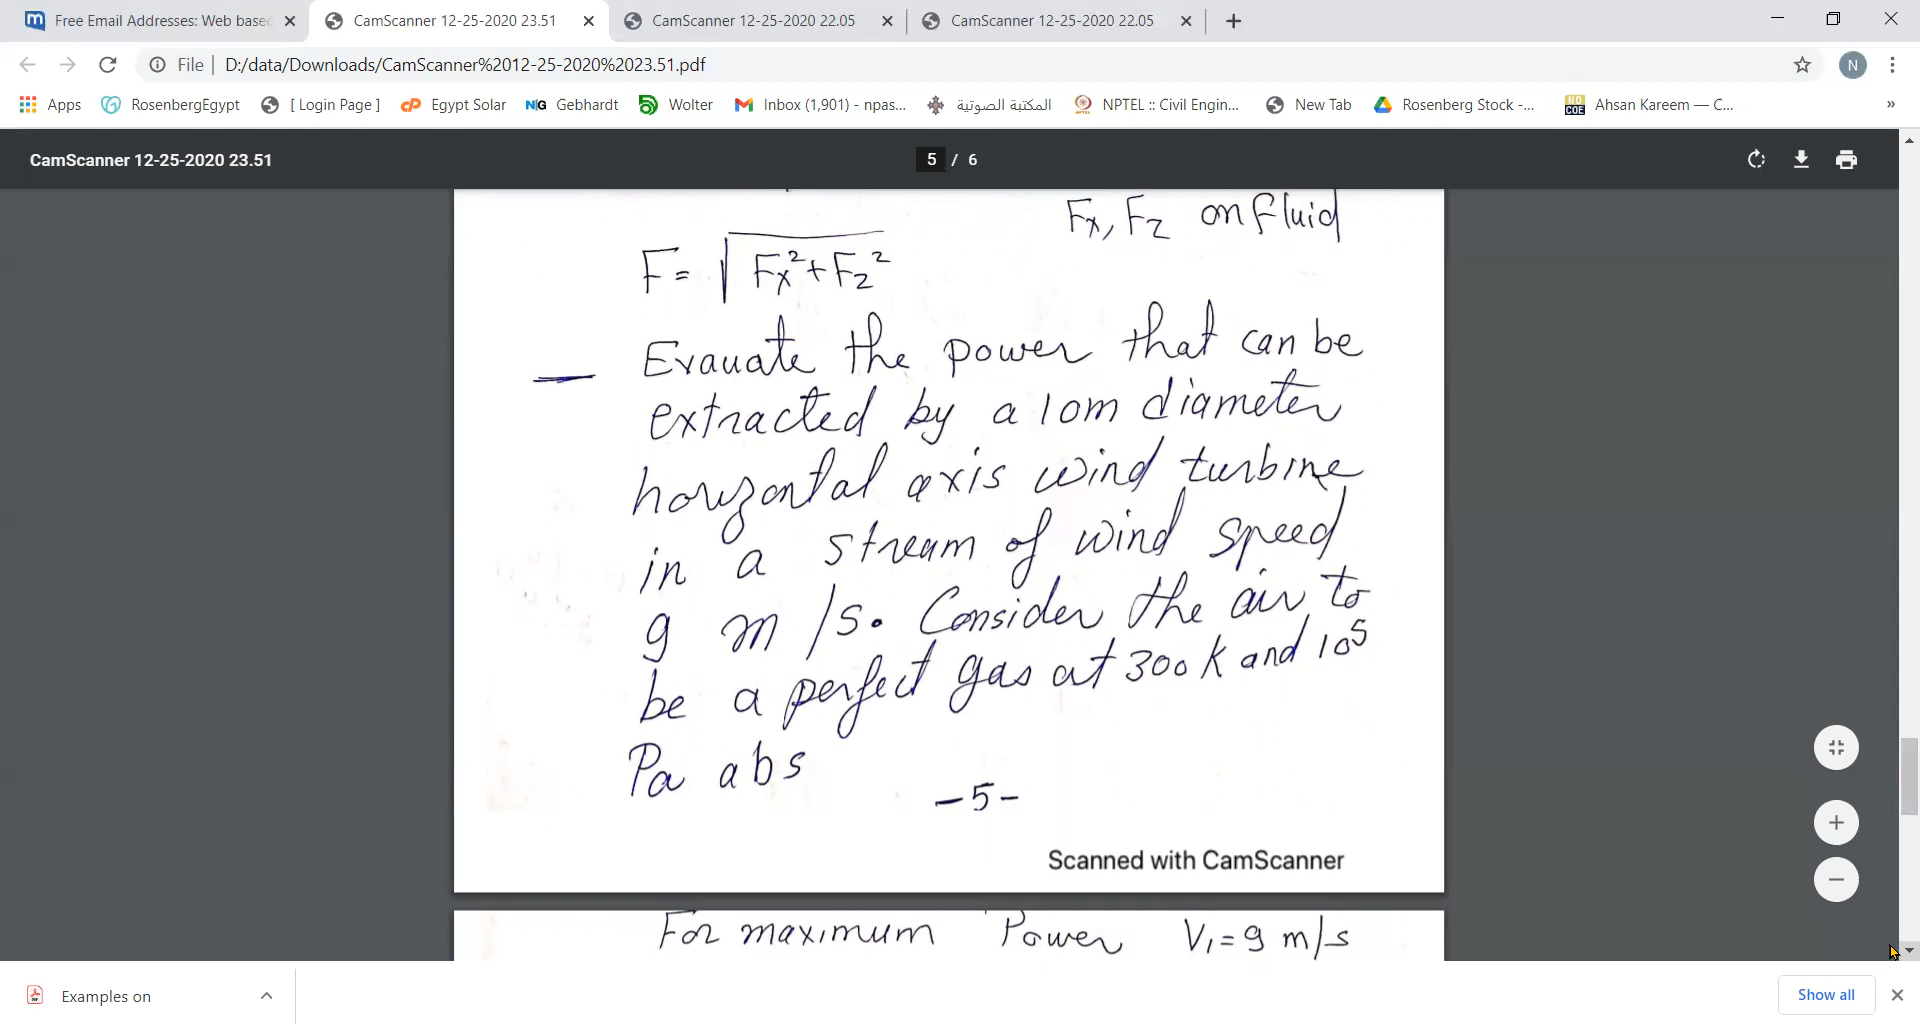 Free Email Addresses: Web base
CamScanner 12-25-2020 23.51
CamScanner 12-25-2020 22.05
CamScanner 12-25-2020 22.05
File
D:/data/Downloads/CamScanner%2012-25-2020%2023.51.pdf
N
Apps
RosenbergEgypt
[ Login Page ]
Egypt Solar
Gebhardt
Wolter
Inbox (1,901) - npas...
المكتبة الصوتية
NPTEL :: Civil Engin...
New Tab
Rosenberg Stock -...
Ahsan Kareem — C...
»
CamScanner 12-25-2020 23.51
5 / 6
Fx, Fz on fluid
F = √Fx²+Fz²
Evauate the power that can be
extracted by a 10m diameter
horizontal axis wind turbine
in a stream of wind speed
9 m/s. Consider the air to
be a perfect gas at 300 K and 10⁵
Pa abs
-5-
Scanned with CamScanner
For maximum Power V₁=9 m/s
Examples on
Show all